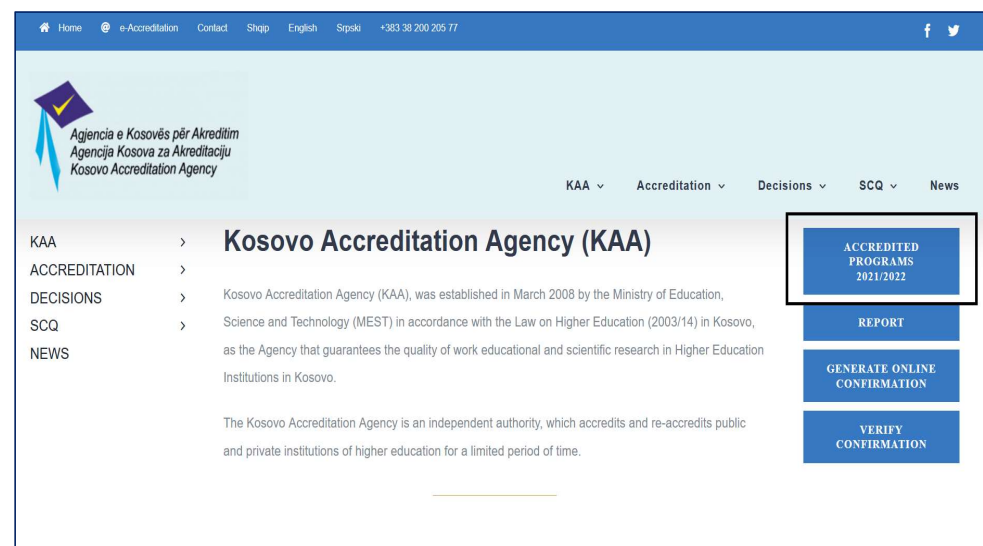 Home @ e-Accreditation Contact Shqip English Srpski +383 38 200 205 77
Agjencia e Kosovës për Akreditim
Agencija Kosova za Akreditaciju
Kosovo Accreditation Agency
KAA Accreditation Decisions SCQ News
KAA
ACCREDITATION
DECISIONS
SCQ
NEWS
Kosovo Accreditation Agency (KAA)
Kosovo Accreditation Agency (KAA), was established in March 2008 by the Ministry of Education,
Science and Technology (MEST) in accordance with the Law on Higher Education (2003/14) in Kosovo,
as the Agency that guarantees the quality of work educational and scientific research in Higher Education
Institutions in Kosovo.
The Kosovo Accreditation Agency is an independent authority, which accredits and re-accredits public
and private institutions of higher education for a limited period of time.
ACCREDITED
PROGRAMS
2021/2022
REPORT
GENERATE ONLINE
CONFIRMATION
VERIFY
CONFIRMATION